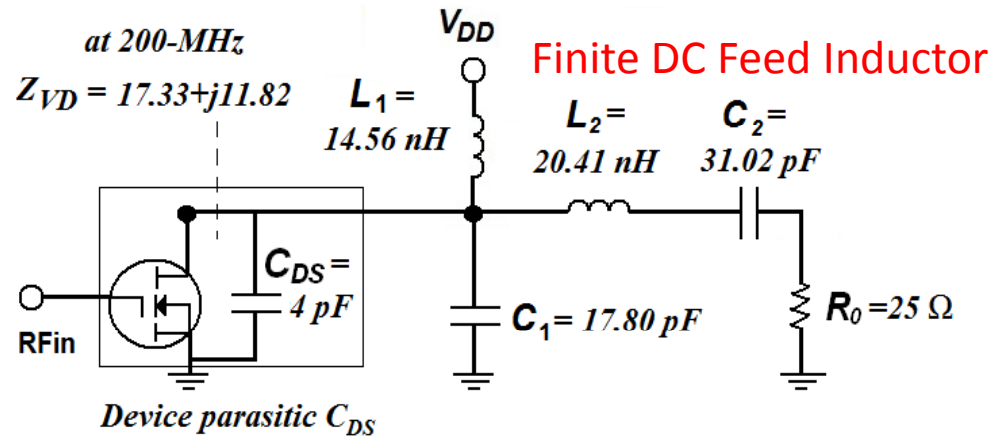 at 200-MHz
Z_VD = 17.33+j11.82
V_DD
Finite DC Feed Inductor
L_1 =
14.56 nH
L_2 =
20.41 nH
C_2 =
31.02 pF
C_DS =
4 pF
C_1 = 17.80 pF
R_0 =25 Ω
RFin
Device parasitic C_DS